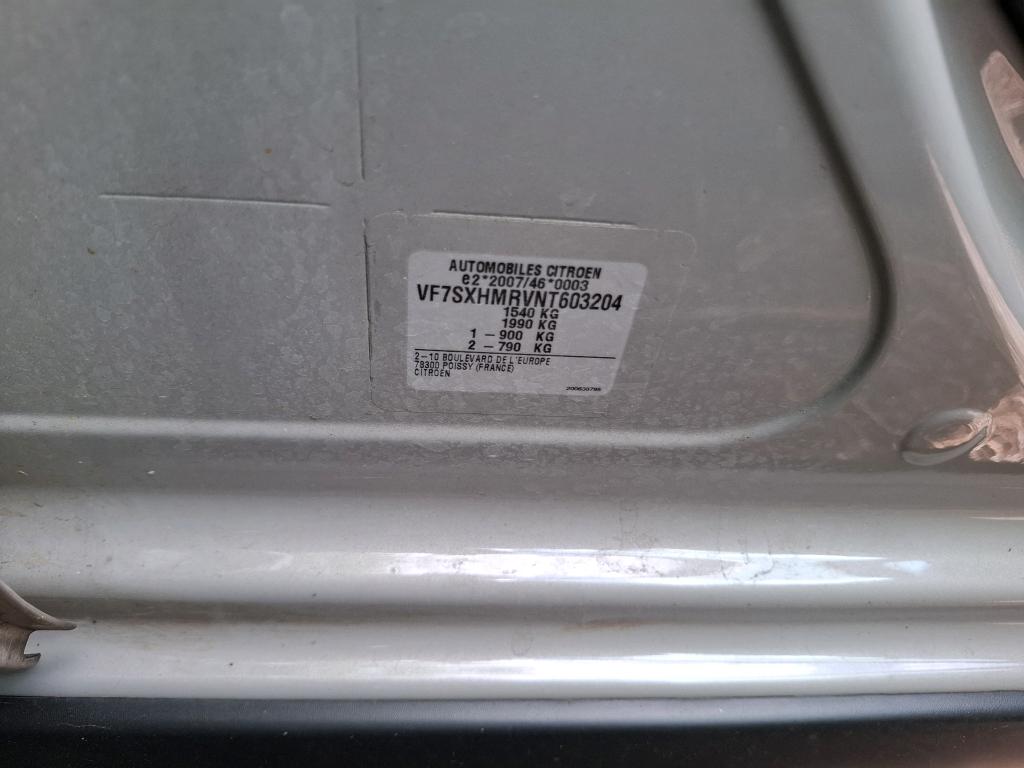 AUTOMOBILES CITROEN
e2*2007/46*0003
VF7SXHMRVNT603204
1540 KG
1990 KG
1 - 900 KG
2 - 790 KG
2-10 BOULEVARD DE L'EUROPE
78300 POISSY (FRANCE)
CITROEN